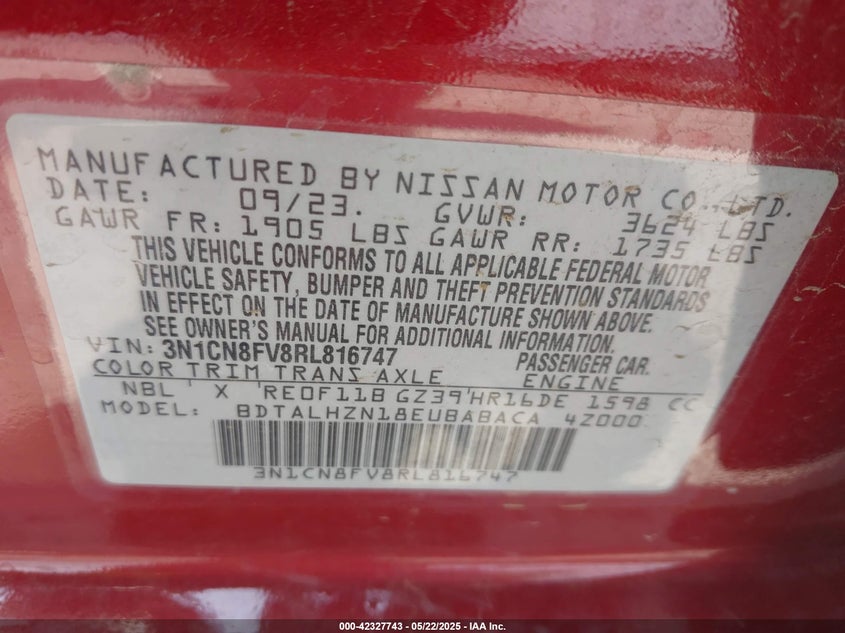 MANUFACTURED BY NISSAN MOTOR CO., LTD.
DATE: 09/23. GVWR: 3624 LBS
GAWR FR: 1905 LBS GAWR RR: 1735 LBS
THIS VEHICLE CONFORMS TO ALL APPLICABLE FEDERAL MOTOR
VEHICLE SAFETY, BUMPER AND THEFT PREVENTION STANDARDS
IN EFFECT ON THE DATE OF MANUFACTURE SHOWN ABOVE.
SEE OWNER'S MANUAL FOR ADDITIONAL INFORMATION.
VIN: 3N1CN8FV8RL816747 PASSENGER CAR.
COLOR TRIM TRANS AXLE ENGINE
NBL X RE0F11B GZ39 HR16DE 1598 CC
MODEL: BDTALHZN18EUBABACA 4Z000
3N1CN8FV8RL816747
000-42327743 - 05/22/2025 - IAA Inc.